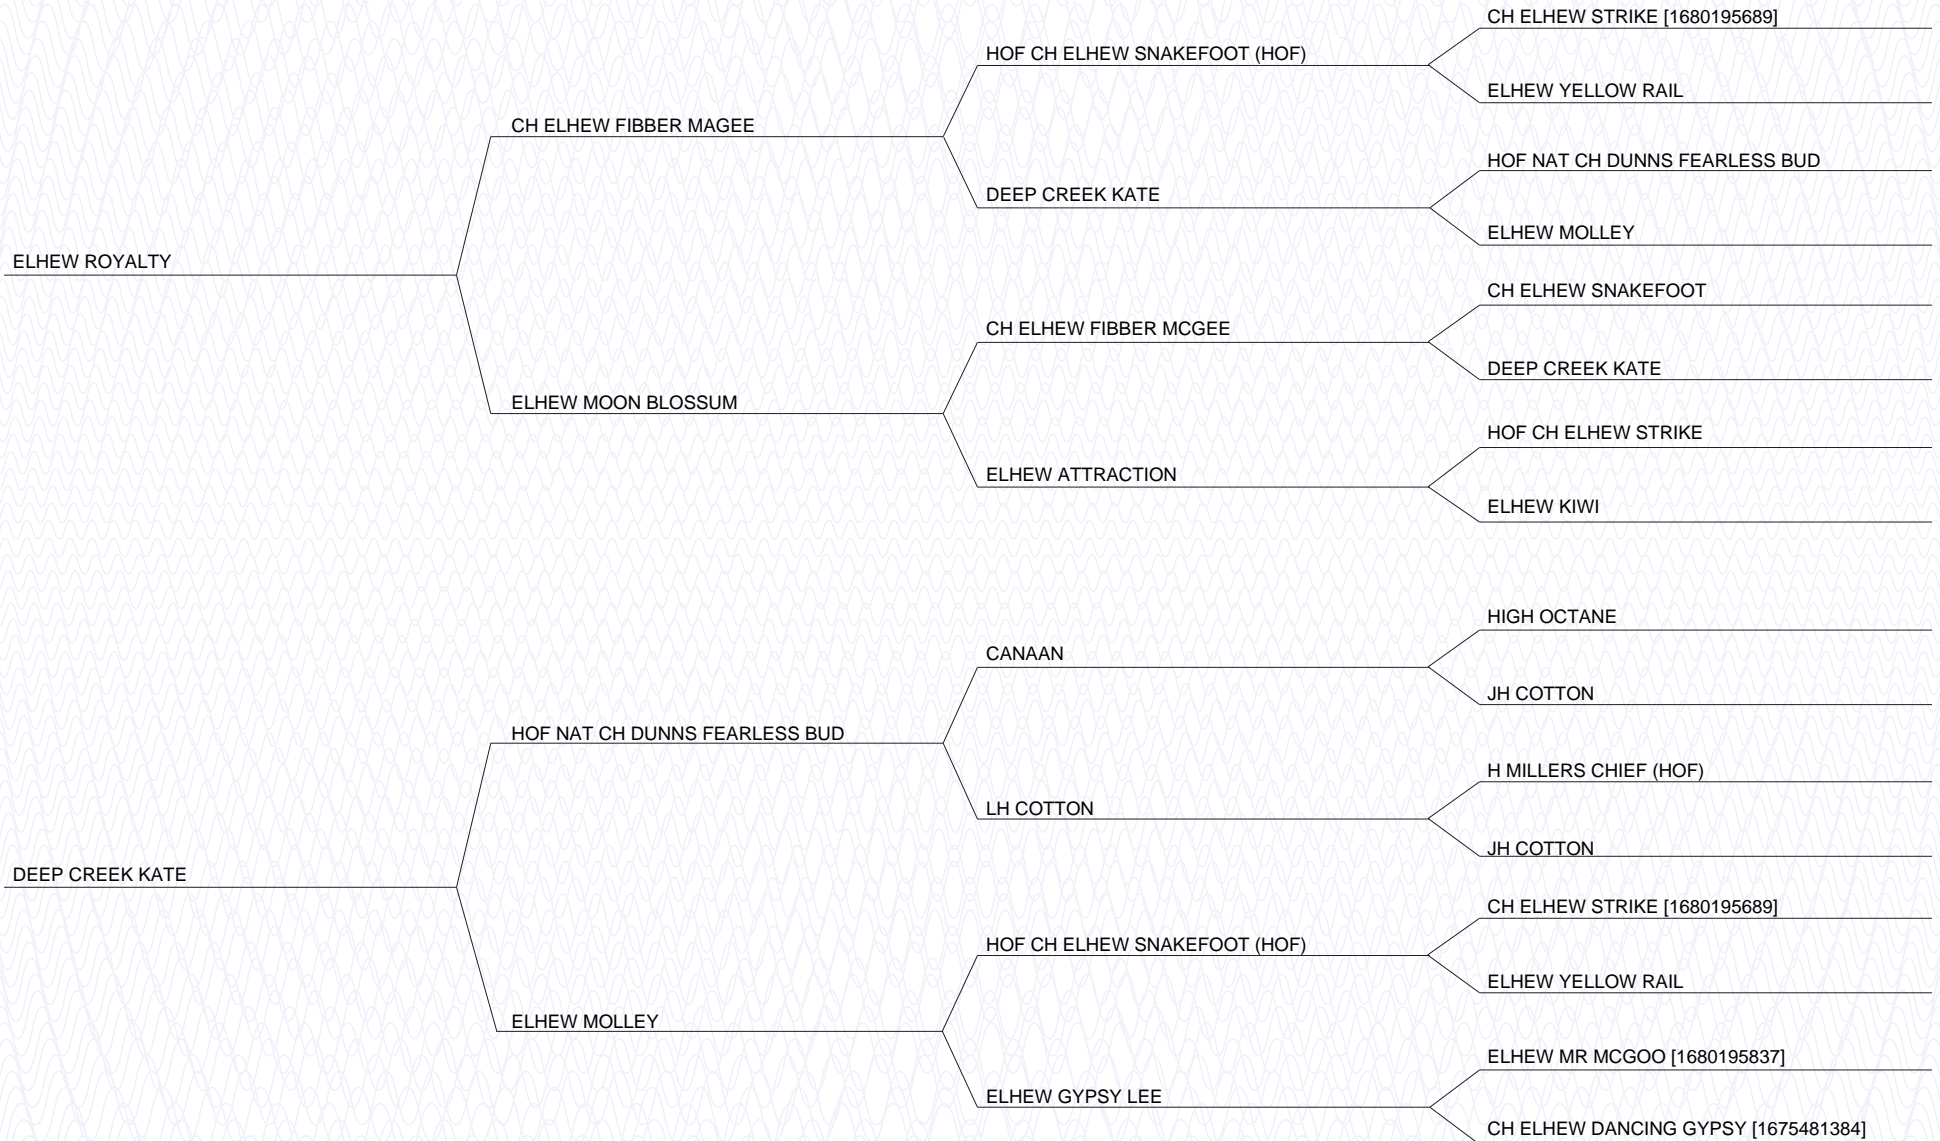 CH ELHEW STRIKE [1680195689]
HOF CH ELHEW SNAKEFOOT (HOF)
ELHEW YELLOW RAIL
CH ELHEW FIBBER MAGEE
HOF NAT CH DUNNS FEARLESS BUD
DEEP CREEK KATE
ELHEW MOLLEY
ELHEW ROYALTY
CH ELHEW SNAKEFOOT
CH ELHEW FIBBER MCGEE
DEEP CREEK KATE
ELHEW MOON BLOSSUM
HOF CH ELHEW STRIKE
ELHEW ATTRACTION
ELHEW KIWI
HIGH OCTANE
CANAAN
JH COTTON
HOF NAT CH DUNNS FEARLESS BUD
H MILLERS CHIEF (HOF)
LH COTTON
JH COTTON
DEEP CREEK KATE
CH ELHEW STRIKE [1680195689]
HOF CH ELHEW SNAKEFOOT (HOF)
ELHEW YELLOW RAIL
ELHEW MOLLEY
ELHEW MR MCGOO [1680195837]
ELHEW GYPSY LEE
CH ELHEW DANCING GYPSY [1675481384]